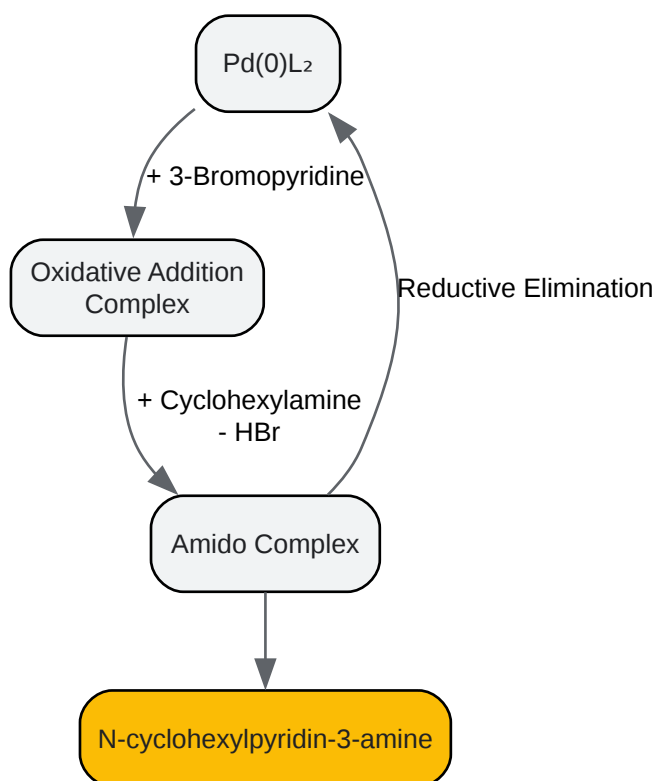 Pd(0)L₂
+ 3-Bromopyridine
Oxidative Addition
Complex
Reductive Elimination
+ Cyclohexylamine
- HBr
Amido Complex
N-cyclohexylpyridin-3-amine